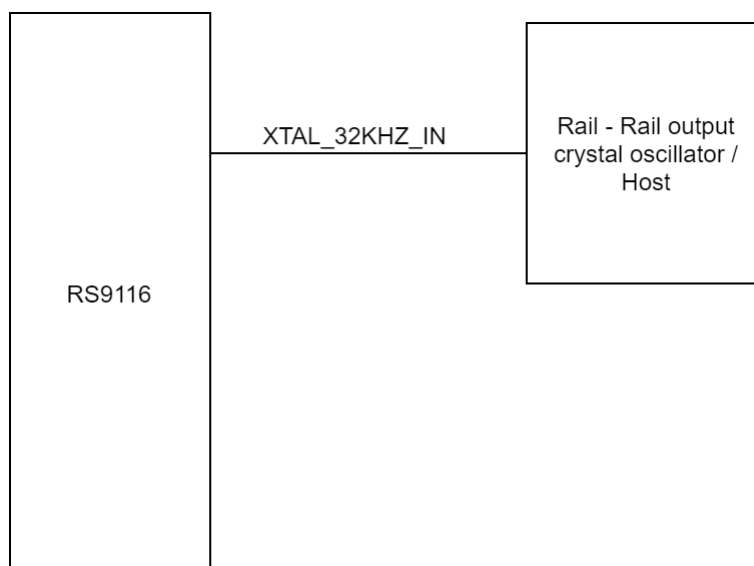 XTAL_32KHZ_IN
Rail - Rail output
crystal oscillator /
Host
RS9116